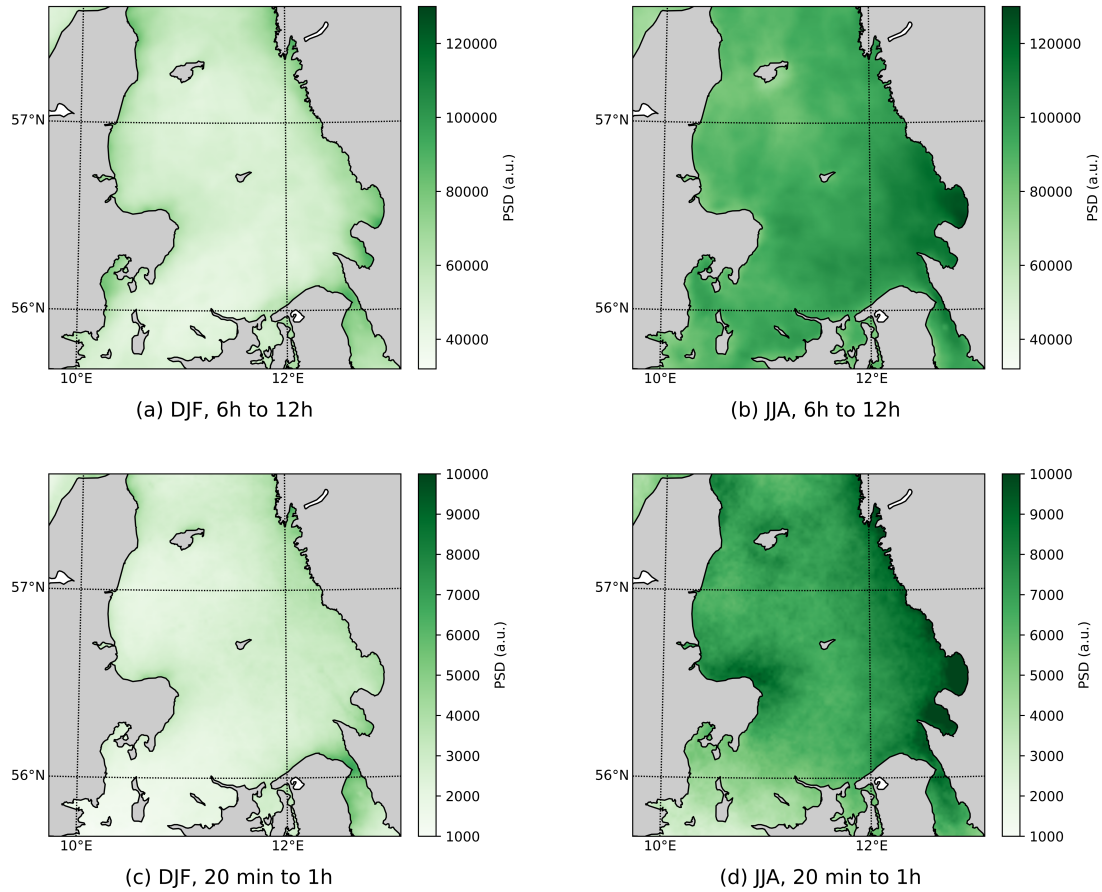 120000
100000
80000
60000
40000
PSD (a.u.)
57°N
56°N
10°E
12°E
(a) DJF, 6h to 12h
120000
100000
80000
60000
40000
PSD (a.u.)
57°N
56°N
10°E
12°E
(b) JJA, 6h to 12h
10000
9000
8000
7000
6000
5000
4000
3000
2000
1000
PSD (a.u.)
57°N
56°N
10°E
12°E
(c) DJF, 20 min to 1h
10000
9000
8000
7000
6000
5000
4000
3000
2000
1000
PSD (a.u.)
57°N
56°N
10°E
12°E
(d) JJA, 20 min to 1h